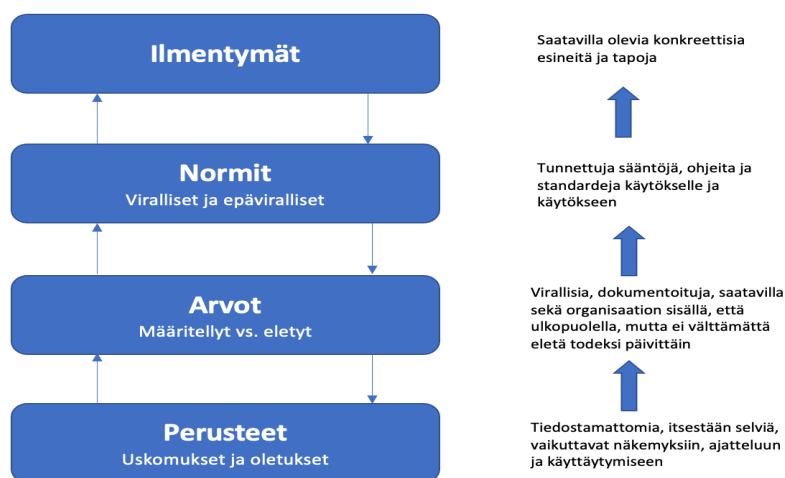 Ilmentymät
Saatavilla olevia konkreettisia
esineitä ja tapoja
Normit
Viralliset ja epäviralliset
Tunnettuja sääntöjä, ohjeita ja
standardeja käytökselle ja
käytökseen
Arvot
Määritellyt vs. eletyt
Virallisia, dokumentoituja, saatavilla
sekä organisaation sisällä, että
ulkopuolella, mutta ei välttämättä
eletä todeksi päivittäin
Perusteet
Uskomukset ja oletukset
Tiedostamattomia, itsestään selviä,
vaikuttavat näkemyksiin, ajatteluun
ja käyttäytymiseen